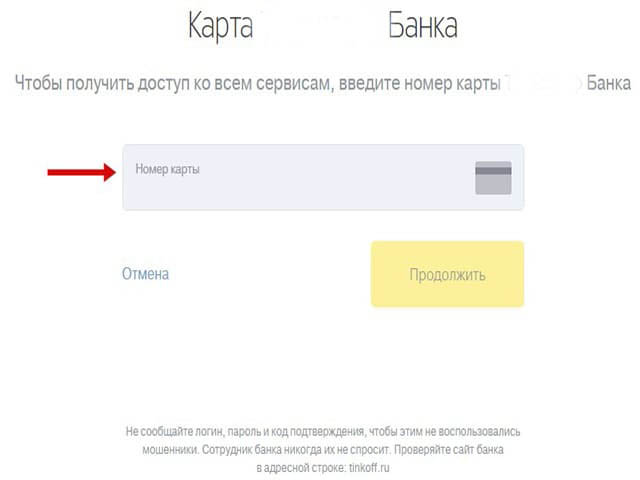 Карта Банка
Чтобы получить доступ ко всем сервисам, введите номер карты Банка
Номер карты
Отмена
Продолжить
Не сообщайте логин, пароль и код подтверждения, чтобы этим не воспользовались
мошенники. Сотрудник банка никогда их не спросит. Проверяйте сайт банка
в адресной строке: tinkoff.ru